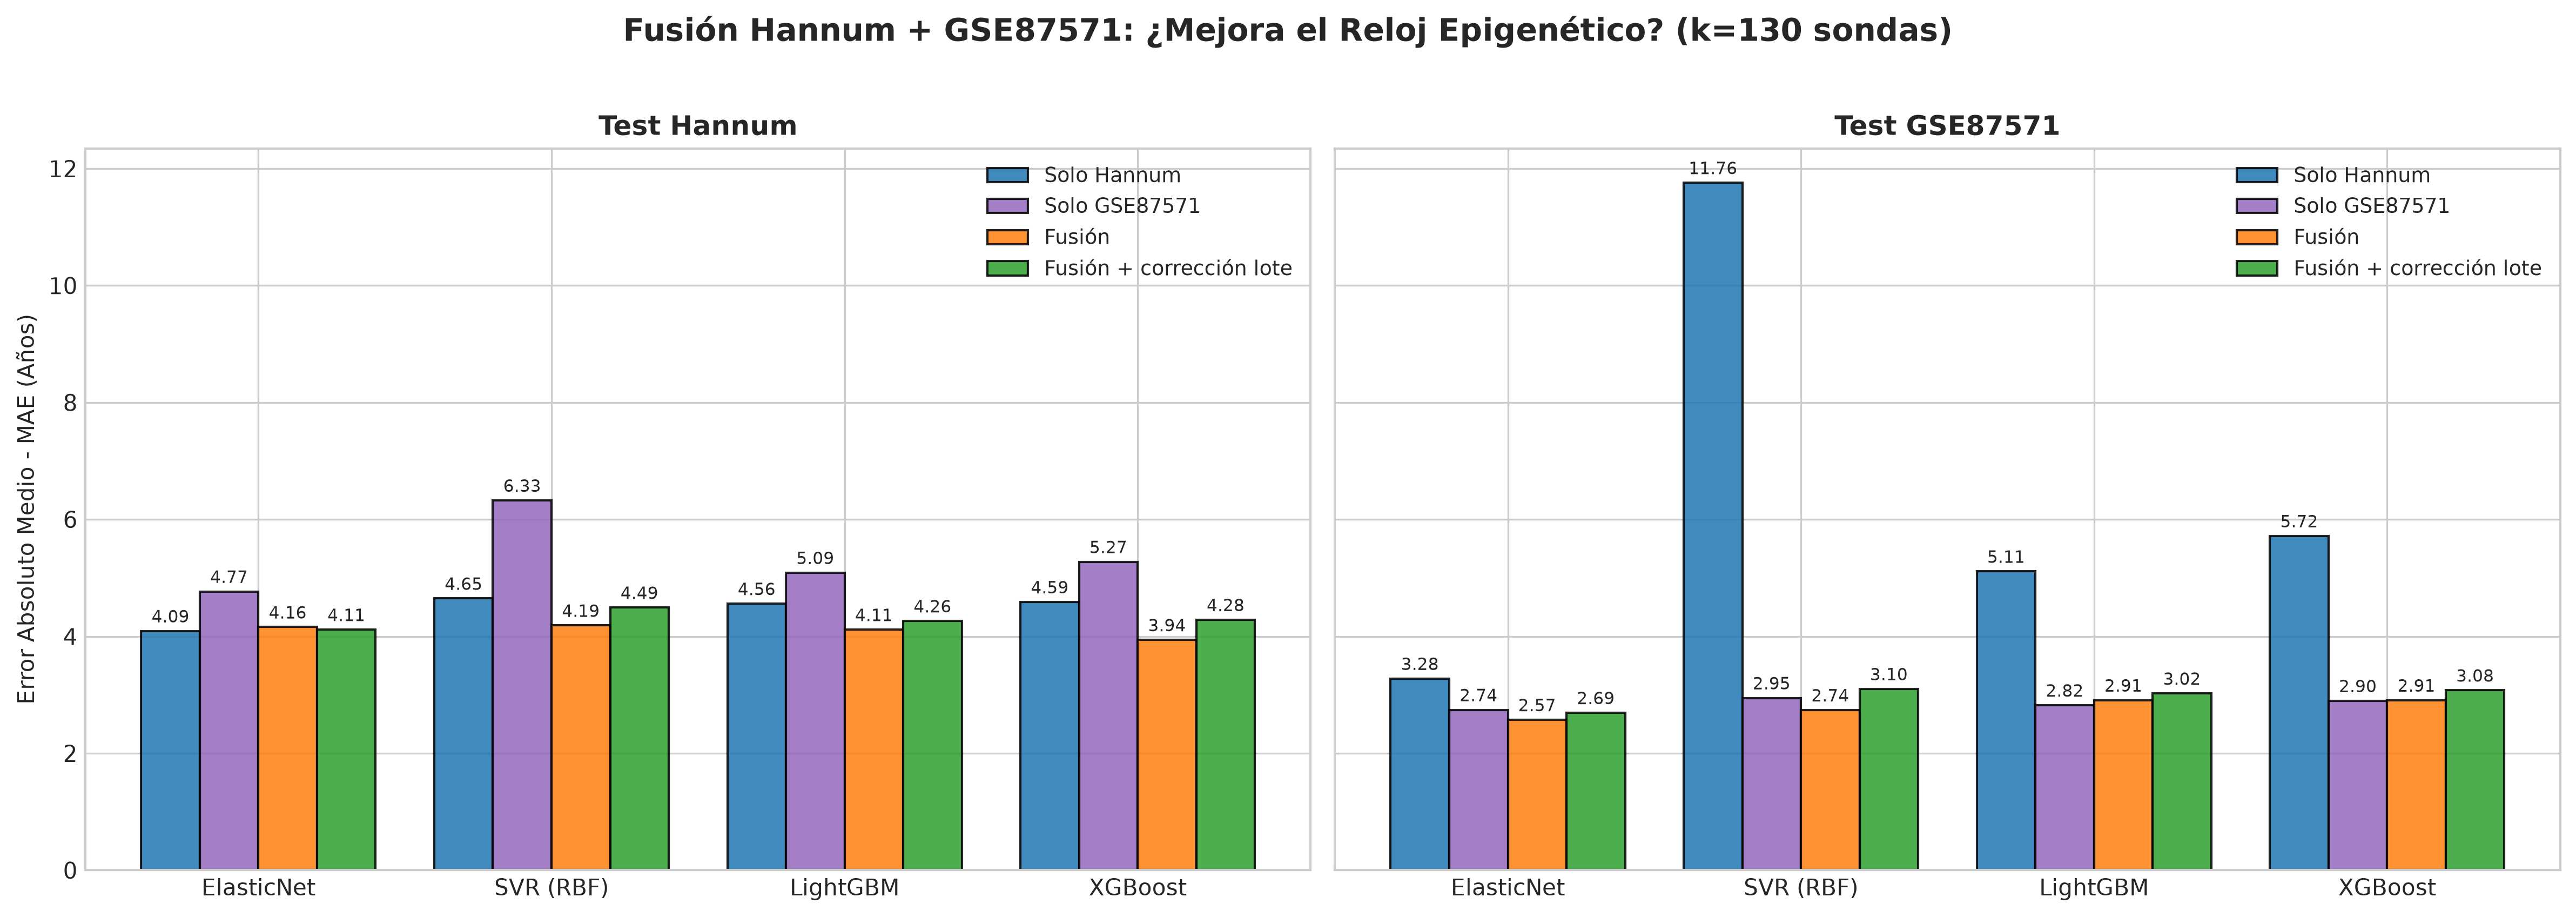 Fusión Hannum + GSE87571: ¿Mejora el Reloj Epigenético? (k=130 sondas)
Test Hannum
Error Absoluto Medio - MAE (Años)
12
10
8
6
4
2
0
Solo Hannum
Solo GSE87571
Fusión
Fusión + corrección lote
4.09
4.77
4.16
4.11
4.65
6.33
4.19
4.49
4.56
5.09
4.11
4.26
4.59
5.27
3.94
4.28
ElasticNet
SVR (RBF)
LightGBM
XGBoost
Test GSE87571
Solo Hannum
Solo GSE87571
Fusión
Fusión + corrección lote
3.28
2.74
2.57
2.69
11.76
2.95
2.74
3.10
5.11
2.82
2.91
3.02
5.72
2.90
2.91
3.08
ElasticNet
SVR (RBF)
LightGBM
XGBoost